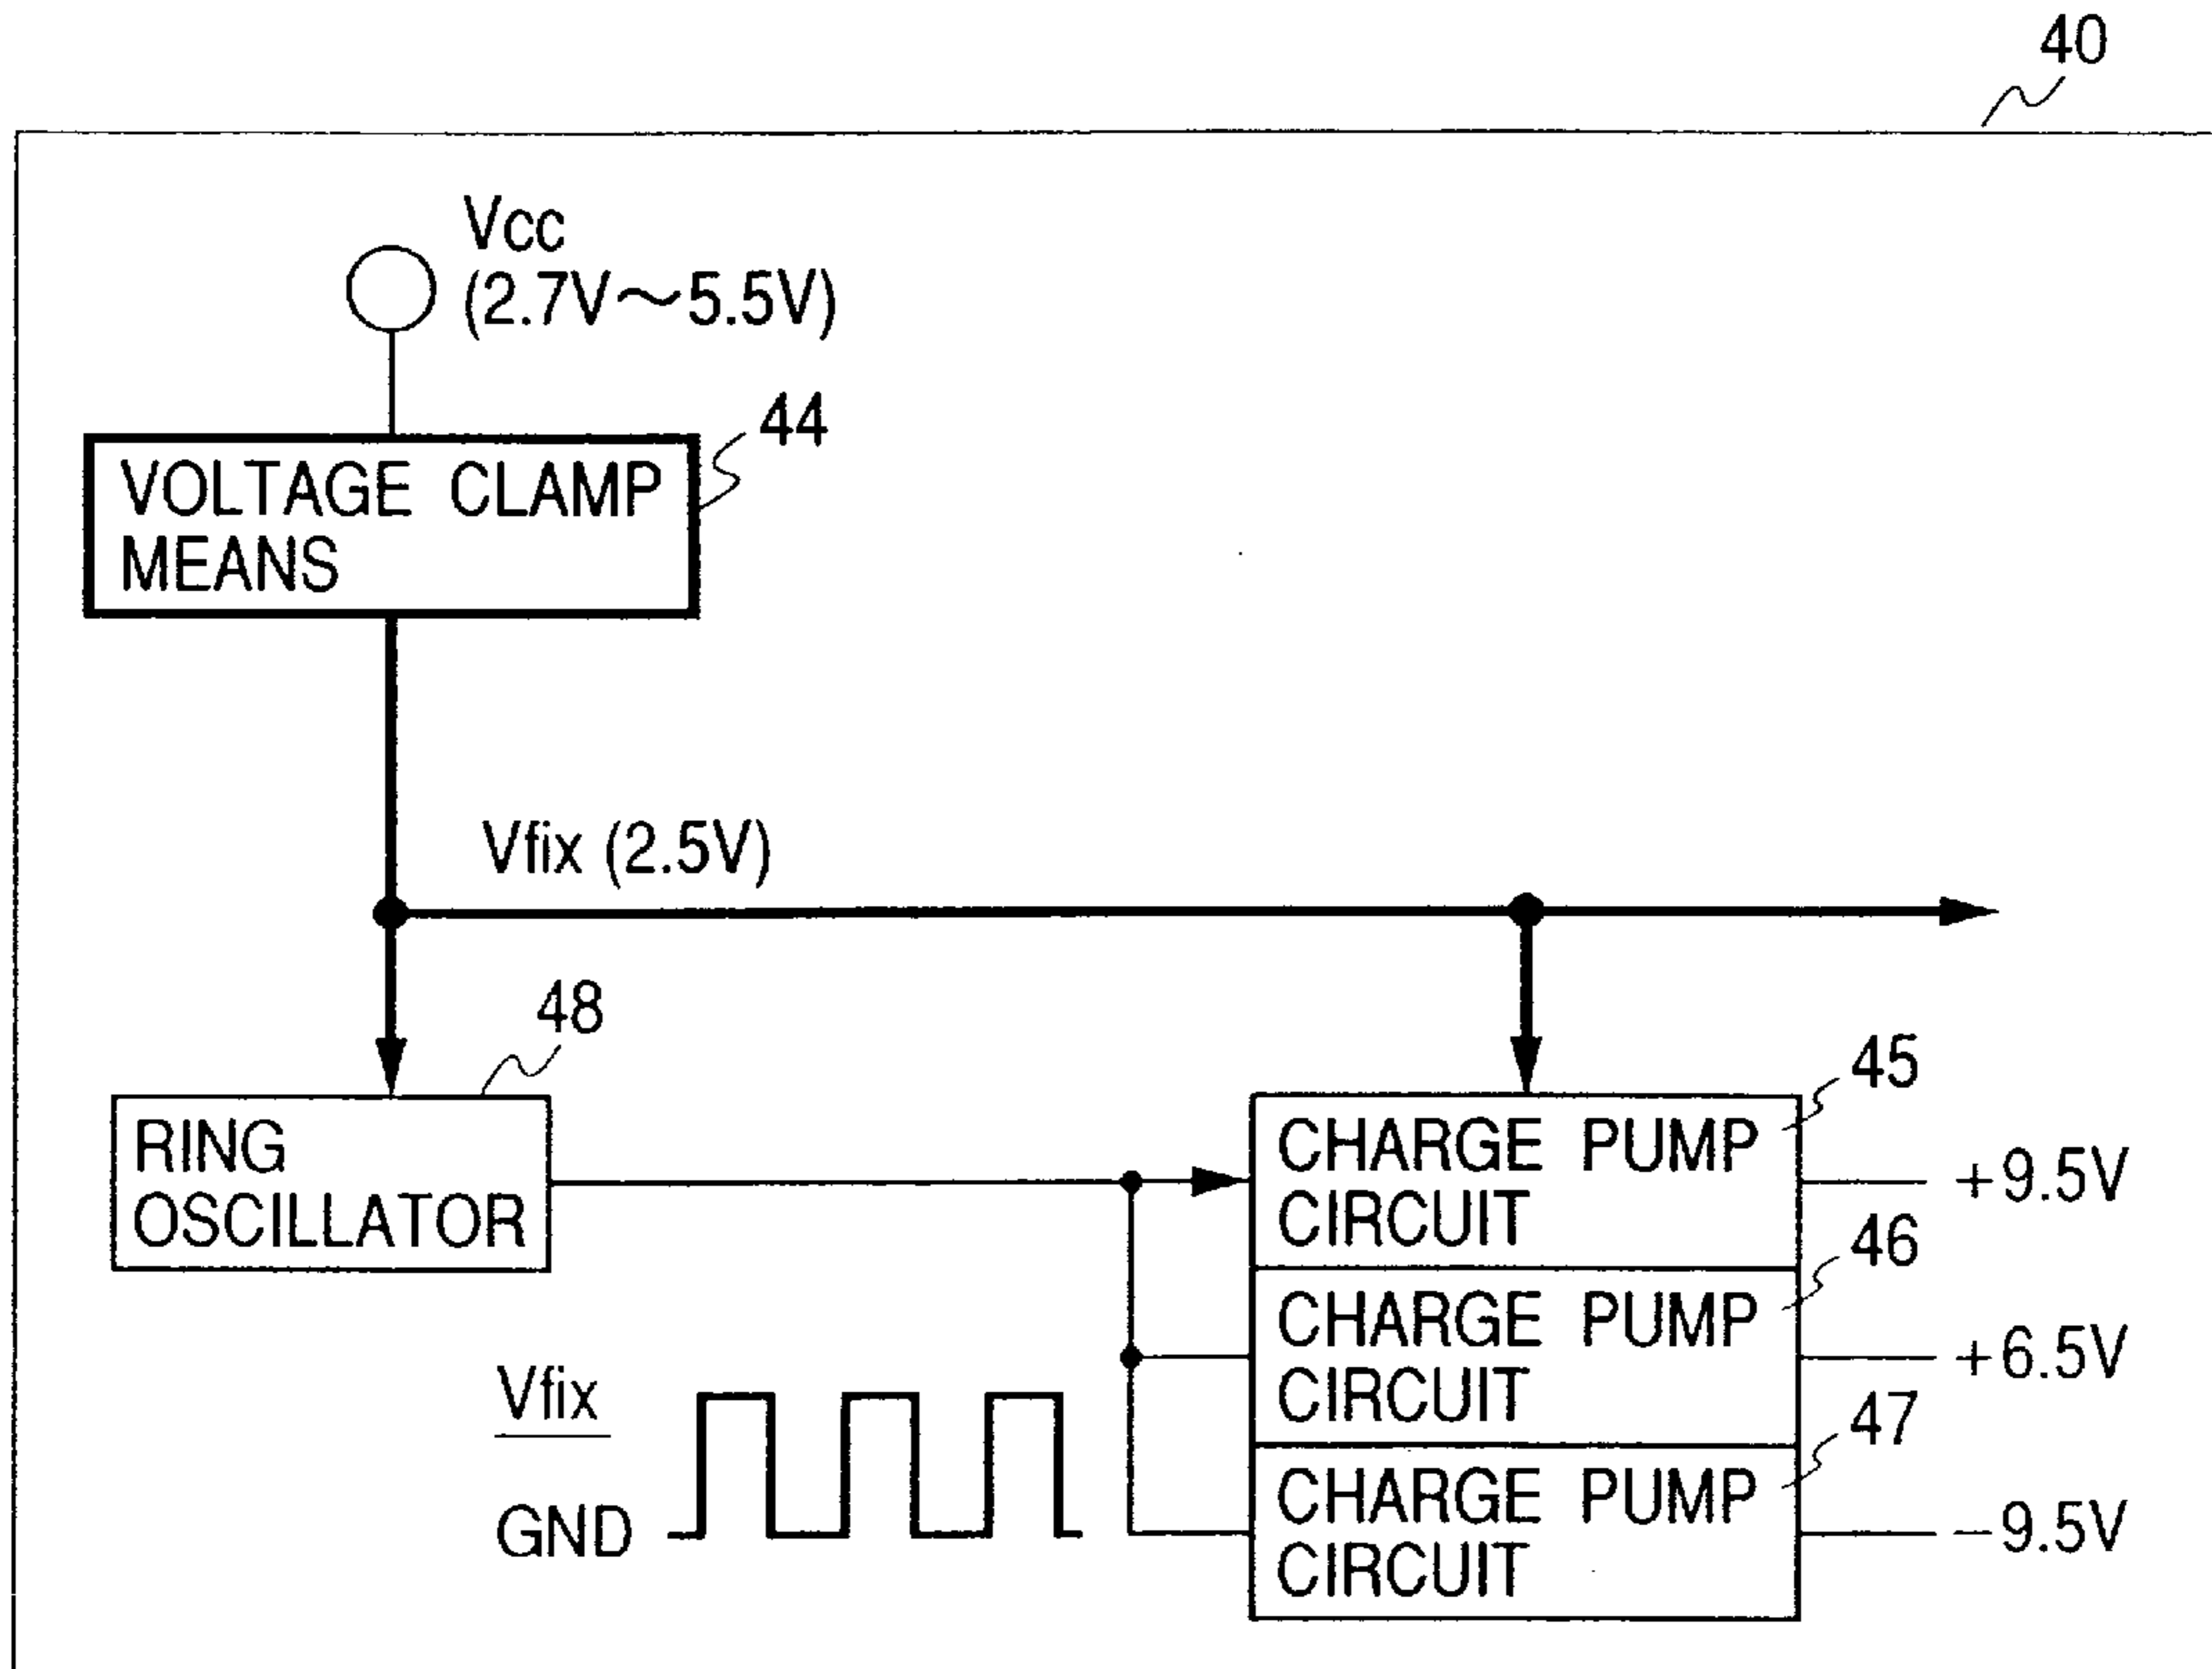 40
Vcc
(2.7V～5.5V)
44
VOLTAGE CLAMP
MEANS
Vfix (2.5V)
48
45
RING
OSCILLATOR
CHARGE PUMP
CIRCUIT
+9.5V
46
CHARGE PUMP
CIRCUIT
+6.5V
Vfix
GND
47
CHARGE PUMP
CIRCUIT
−9.5V